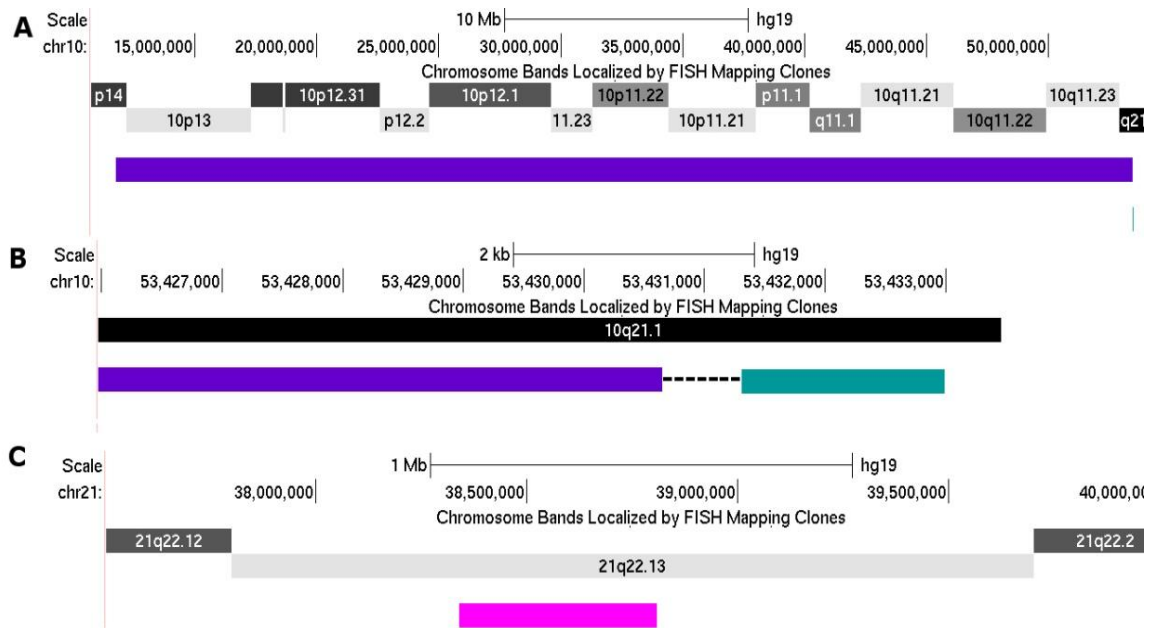 A
Scale 10 Mb hg19
chr10: 15,000,000 20,000,000 25,000,000 30,000,000 35,000,000 40,000,000 45,000,000 50,000,000
Chromosome Bands Localized by FISH Mapping Clones
p14 10p12.31 10p12.1 10p11.22 p11.1 10q11.21 10q11.23
10p13 p12.2 11.23 10p11.21 q11.1 10q11.22 q21
B
Scale 2 kb hg19
chr10: 53,427,000 53,428,000 53,429,000 53,430,000 53,431,000 53,432,000 53,433,000
Chromosome Bands Localized by FISH Mapping Clones
10q21.1
C
Scale 1 Mb hg19
chr21: 38,000,000 38,500,000 39,000,000 39,500,000 40,000,0
Chromosome Bands Localized by FISH Mapping Clones
21q22.12 21q22.2
21q22.13